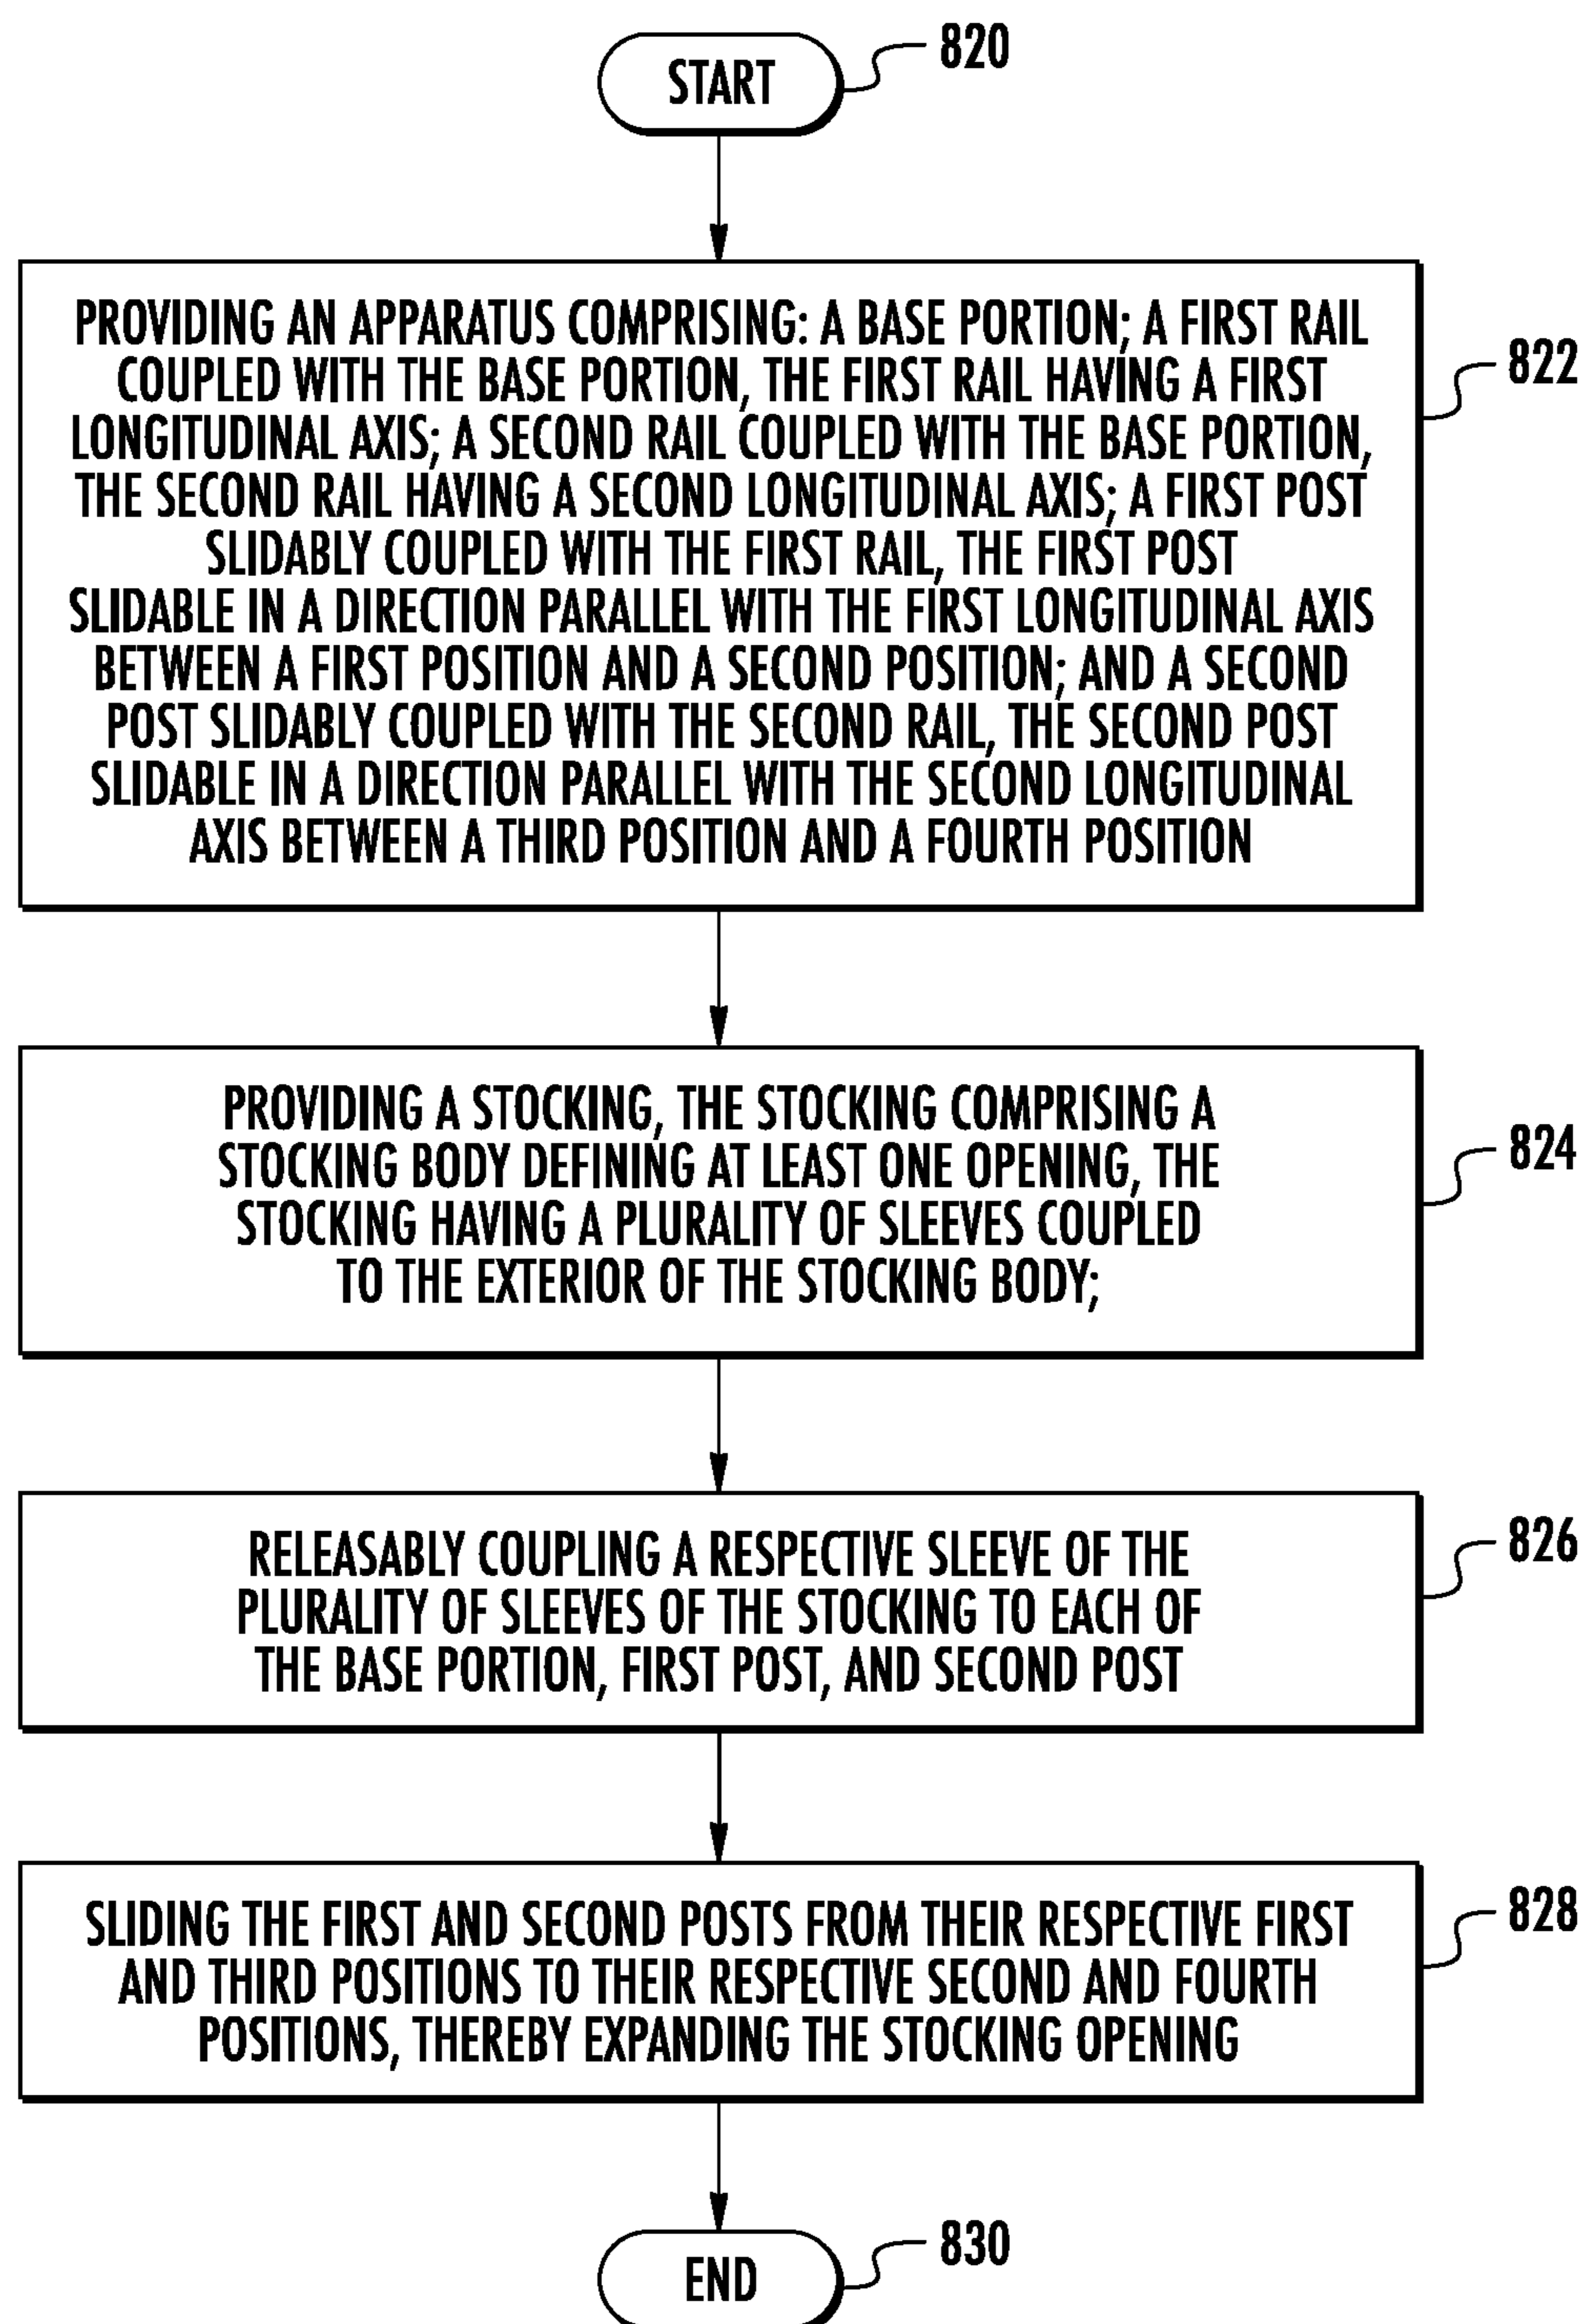 START
820
PROVIDING AN APPARATUS COMPRISING: A BASE PORTION; A FIRST RAIL
COUPLED WITH THE BASE PORTION, THE FIRST RAIL HAVING A FIRST
LONGITUDINAL AXIS; A SECOND RAIL COUPLED WITH THE BASE PORTION,
THE SECOND RAIL HAVING A SECOND LONGITUDINAL AXIS; A FIRST POST
SLIDABLY COUPLED WITH THE FIRST RAIL, THE FIRST POST
SLIDABLE IN A DIRECTION PARALLEL WITH THE FIRST LONGITUDINAL AXIS
BETWEEN A FIRST POSITION AND A SECOND POSITION; AND A SECOND
POST SLIDABLY COUPLED WITH THE SECOND RAIL, THE SECOND POST
SLIDABLE IN A DIRECTION PARALLEL WITH THE SECOND LONGITUDINAL
AXIS BETWEEN A THIRD POSITION AND A FOURTH POSITION
822
PROVIDING A STOCKING, THE STOCKING COMPRISING A
STOCKING BODY DEFINING AT LEAST ONE OPENING, THE
STOCKING HAVING A PLURALITY OF SLEEVES COUPLED
TO THE EXTERIOR OF THE STOCKING BODY;
824
RELEASABLY COUPLING A RESPECTIVE SLEEVE OF THE
PLURALITY OF SLEEVES OF THE STOCKING TO EACH OF
THE BASE PORTION, FIRST POST, AND SECOND POST
826
SLIDING THE FIRST AND SECOND POSTS FROM THEIR RESPECTIVE FIRST
AND THIRD POSITIONS TO THEIR RESPECTIVE SECOND AND FOURTH
POSITIONS, THEREBY EXPANDING THE STOCKING OPENING
828
END
830